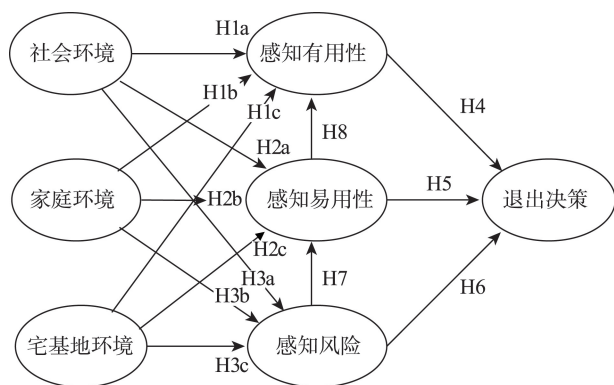 社会环境
H1a
感知有用性
H1b
H1c
H4
H8
H2a
家庭环境
H2b
感知易用性
H5
退出决策
H2c
H3a
H7
H3b
H6
宅基地环境
H3c
感知风险